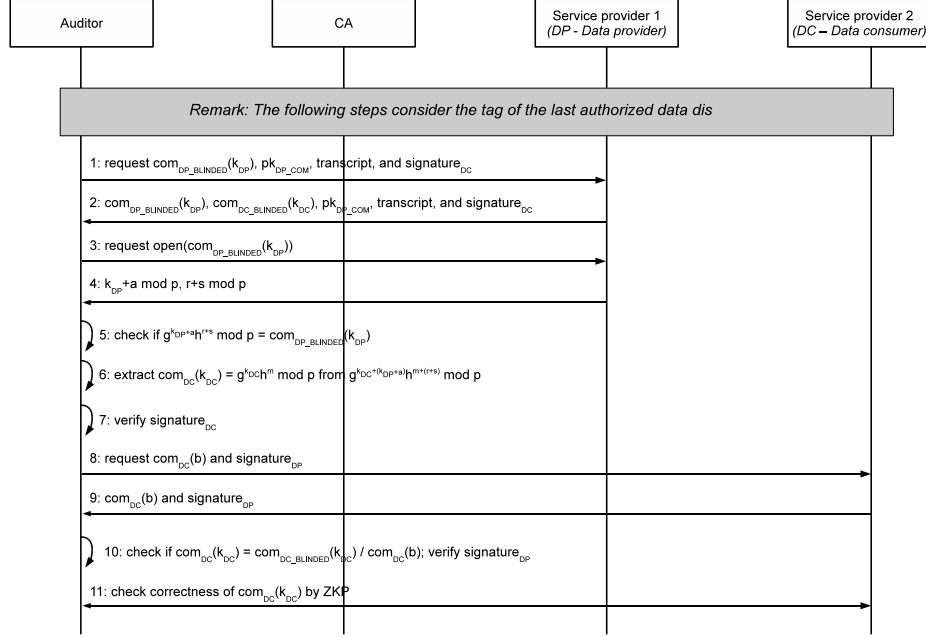 Auditor
CA
Service provider 1
(DP - Data provider)
Service provider 2
(DC – Data consumer)
Remark: The following steps consider the tag of the last authorized data dis
1: request com_DP_BLINDED(k_DP), pk_DP_COM, transcript, and signature_DC
2: com_DP_BLINDED(k_DP), com_DC_BLINDED(k_DC), pk_DP_COM, transcript, and signature_DC
3: request open(com_DP_BLINDED(k_DP))
4: k_DP+a mod p, r+s mod p
5: check if g^k_DP+a h^r+s mod p = com_DP_BLINDED(k_DP)
6: extract com_DC(k_DC) = g^k_DC h^m mod p from g^k_DC+(k_DP+a) h^m+(r+s) mod p
7: verify signature_DC
8: request com_DC(b) and signature_DP
9: com_DC(b) and signature_DP
10: check if com_DC(k_DC) = com_DC_BLINDED(k_DC) / com_DC(b); verify signature_DP
11: check correctness of com_DC(k_DC) by ZKP